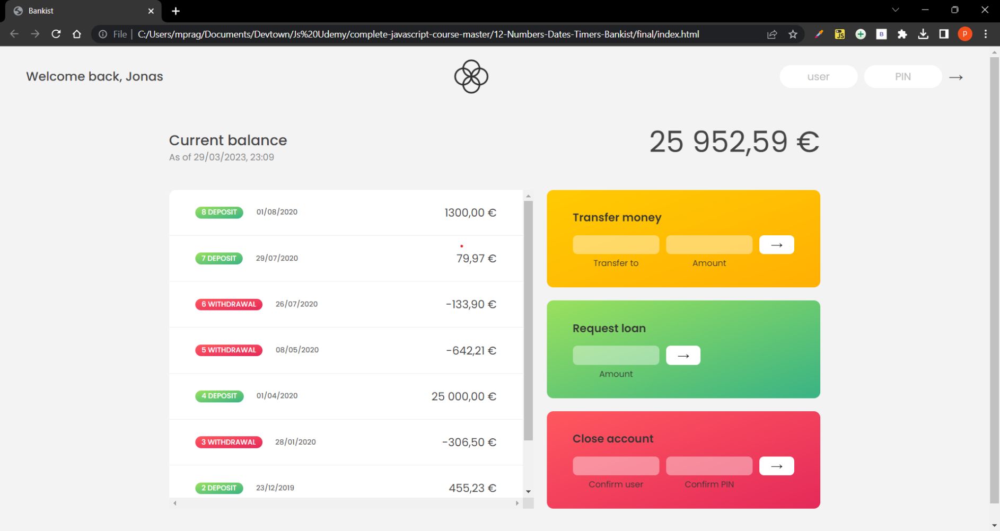 Bankist
File
C:/Users/mprag/Documents/Devtown/Js%20Udemy/complete-javascript-course-master/12-Numbers-Dates-Timers-Bankist/final/index.html
JS
B
P
Welcome back, Jonas
user
PIN
→
Current balance
As of 29/03/2023, 23:09
25 952,59 €
8 DEPOSIT 01/08/2020 1300,00 €
7 DEPOSIT 29/07/2020 79,97 €
6 WITHDRAWAL 26/07/2020 -133,90 €
5 WITHDRAWAL 08/05/2020 -642,21 €
4 DEPOSIT 01/04/2020 25 000,00 €
3 WITHDRAWAL 28/01/2020 -306,50 €
2 DEPOSIT 23/12/2019 455,23 €
Transfer money
→
Transfer to Amount
Request loan
→
Amount
Close account
→
Confirm user Confirm PIN